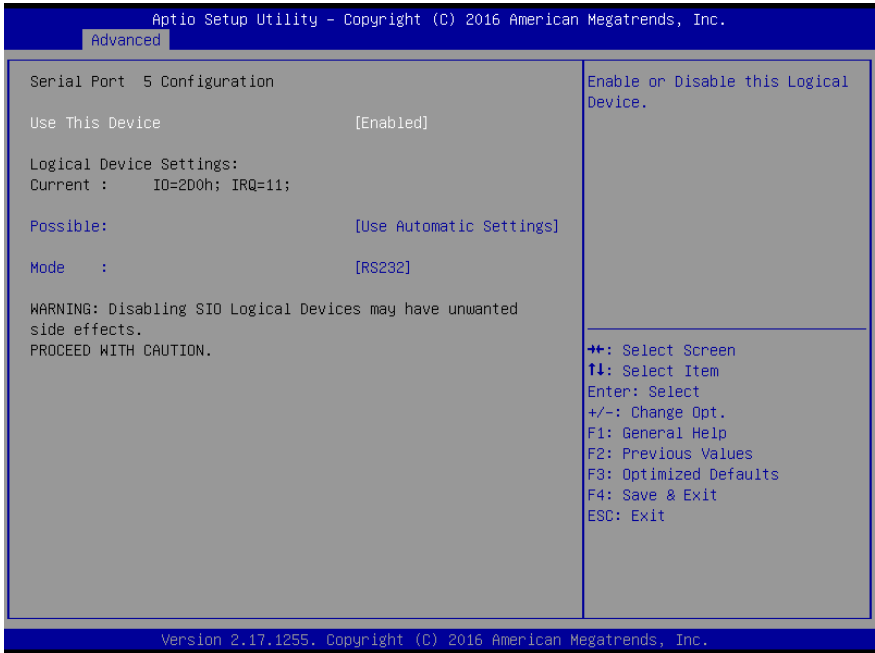 Aptio Setup Utility – Copyright (C) 2016 American Megatrends, Inc.
Advanced
Serial Port 5 Configuration
Use This Device [Enabled]
Logical Device Settings:
Current : IO=2D0h; IRQ=11;
Possible: [Use Automatic Settings]
Mode : [RS232]
WARNING: Disabling SIO Logical Devices may have unwanted
side effects.
PROCEED WITH CAUTION.
Enable or Disable this Logical
Device.
→←: Select Screen
↑↓: Select Item
Enter: Select
+/-: Change Opt.
F1: General Help
F2: Previous Values
F3: Optimized Defaults
F4: Save & Exit
ESC: Exit
Version 2.17.1255. Copyright (C) 2016 American Megatrends, Inc.